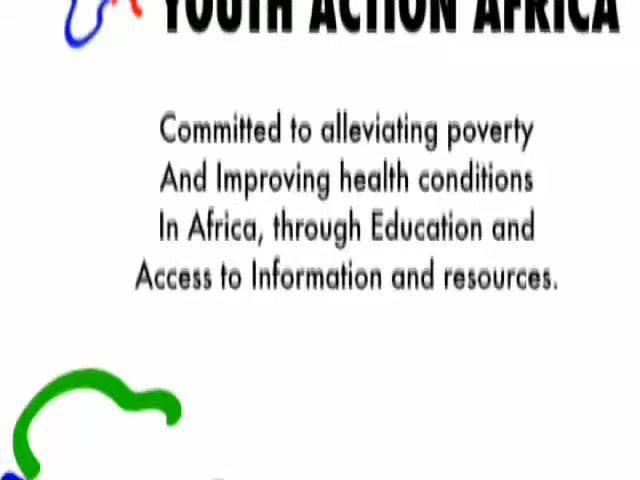 YOUTH ACTION AFRICA
Committed to alleviating poverty
And Improving health conditions
In Africa, through Education and
Access to Information and resources.